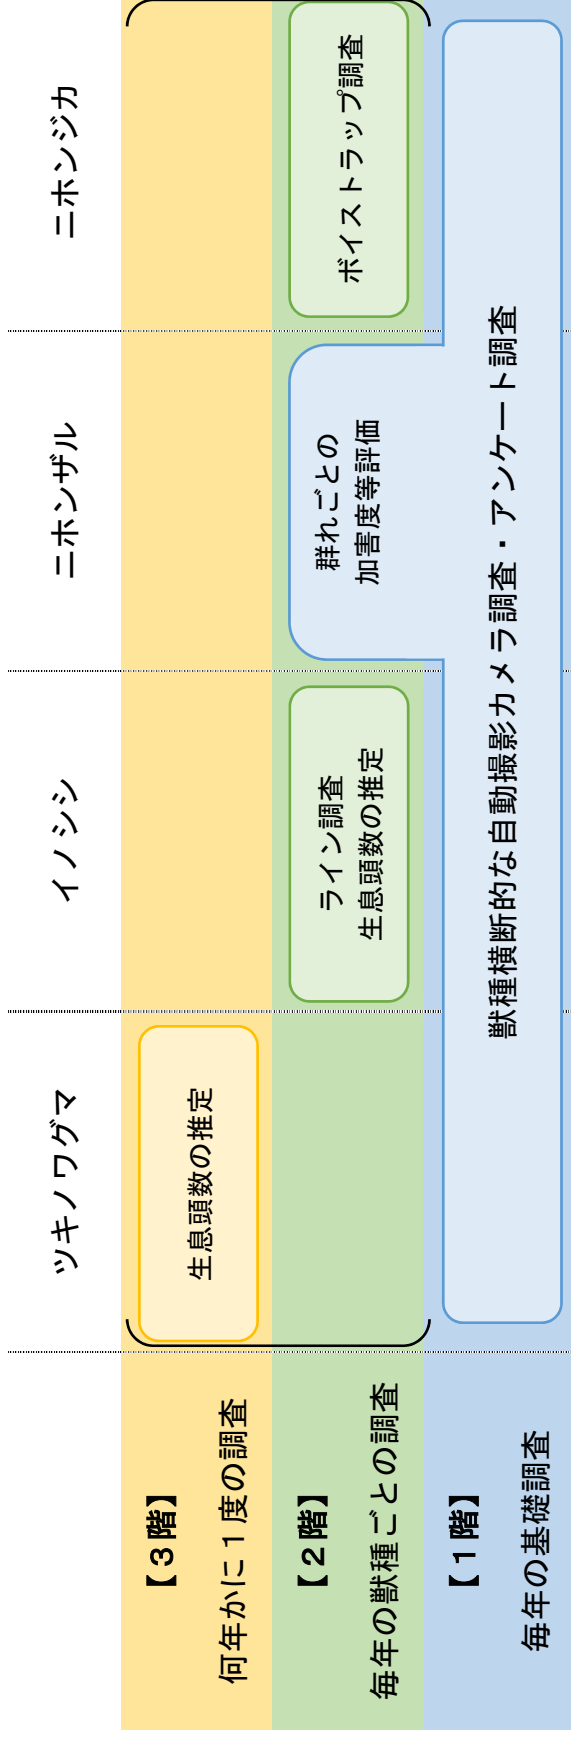 ツキノワグマ
イノシシ
ニホンザル
ニホンジカ
【３階】
何年かに１度の調査
生息頭数の推定
【２階】
毎年の獣種ごとの調査
ライン調査
生息頭数の推定
群れごとの
加害度等評価
ボイストラップ調査
【１階】
毎年の基礎調査
獣種横断的な自動撮影カメラ調査・アンケート調査